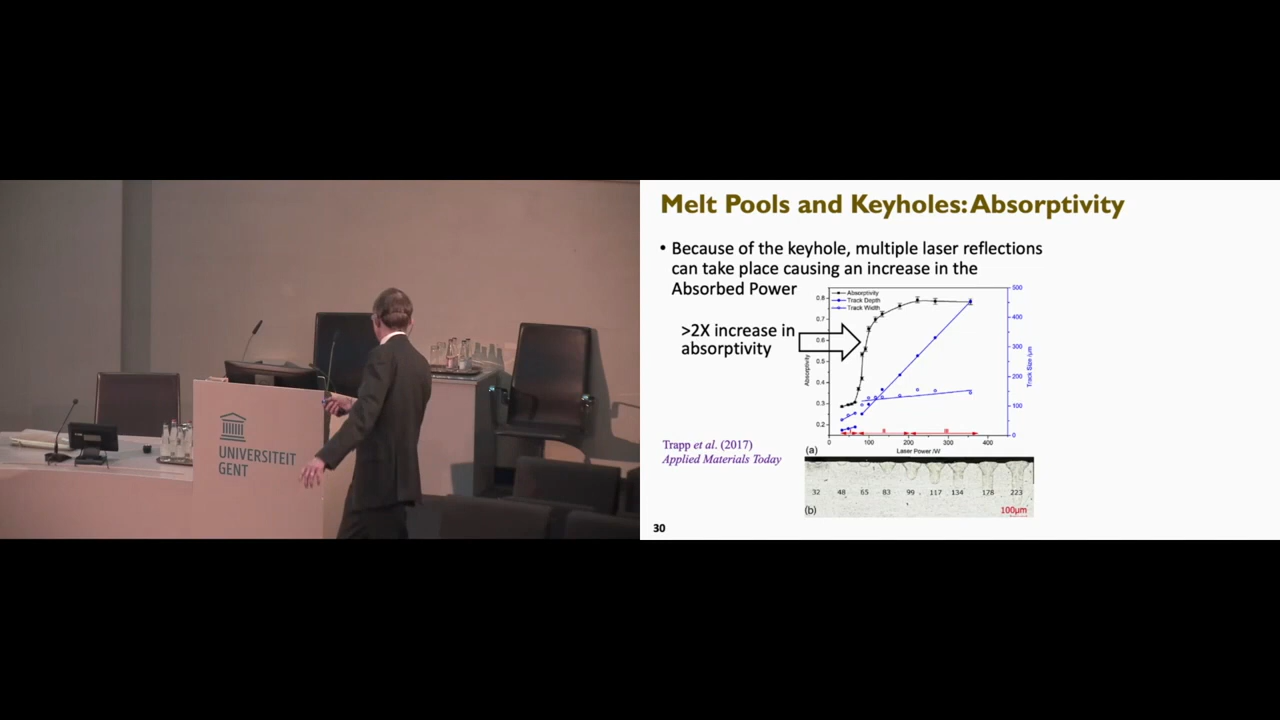 UNIVERSITEIT
GENT
Melt Pools and Keyholes: Absorptivity
• Because of the keyhole, multiple laser reflections
can take place causing an increase in the
Absorbed Power
>2X increase in
absorptivity
Absorptivity
Track Depth
Track Width
0.8
0.7
0.6
0.5
0.4
0.3
0.2
Absorptivity
500
400
300
200
100
0
Track Size /µm
0
100
200
300
400
Laser Power /W
II
III
(a)
Trapp et al. (2017)
Applied Materials Today
32 48 65 83 99 117 134 178 223
(b)
100µm
30